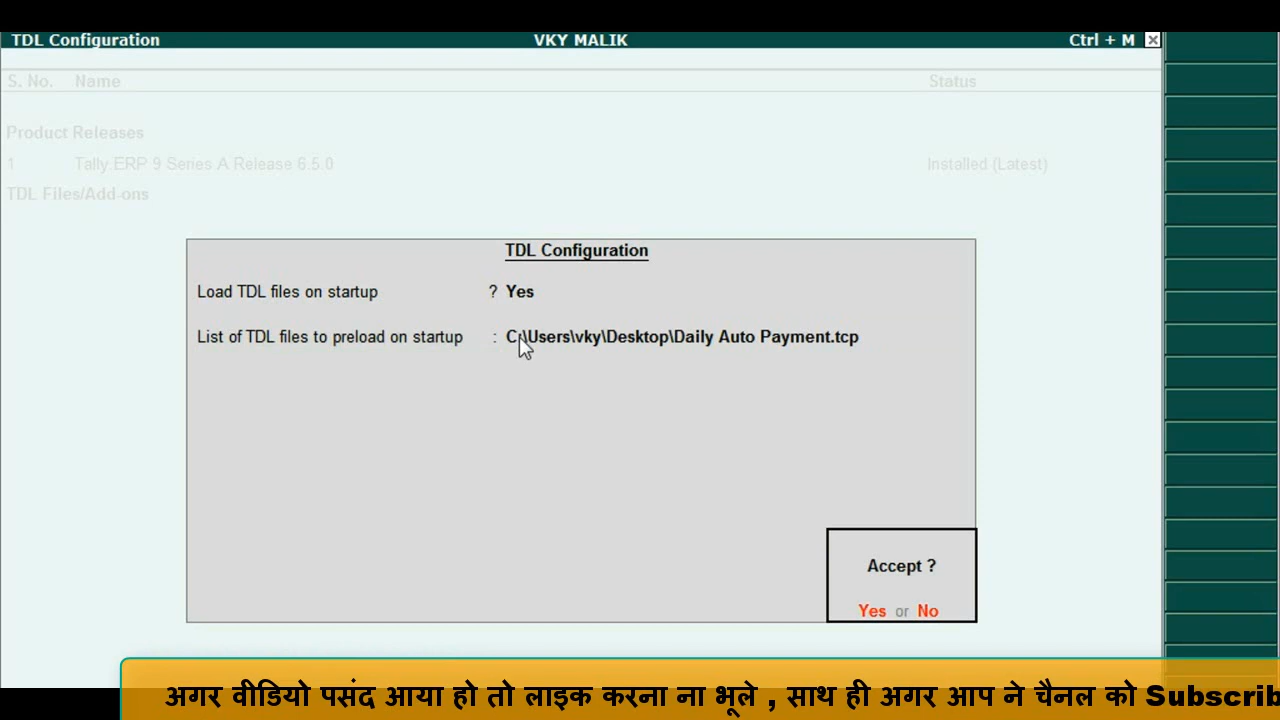 TDL Configuration VKY MALIK Ctrl + M
S. No. Name Status
Product Releases
1 Tally ERP 9 Series A Release 6.5.0 Installed (Latest)
TDL Files/Add-ons
TDL Configuration
Load TDL files on startup ? Yes
List of TDL files to preload on startup : C:\Users\vky\Desktop\Daily Auto Payment.tcp
Accept ?
Yes or No
अगर वीडियो पसंद आया हो तो लाइक करना ना भूले , साथ ही अगर आप ने चैनल को Subscrib